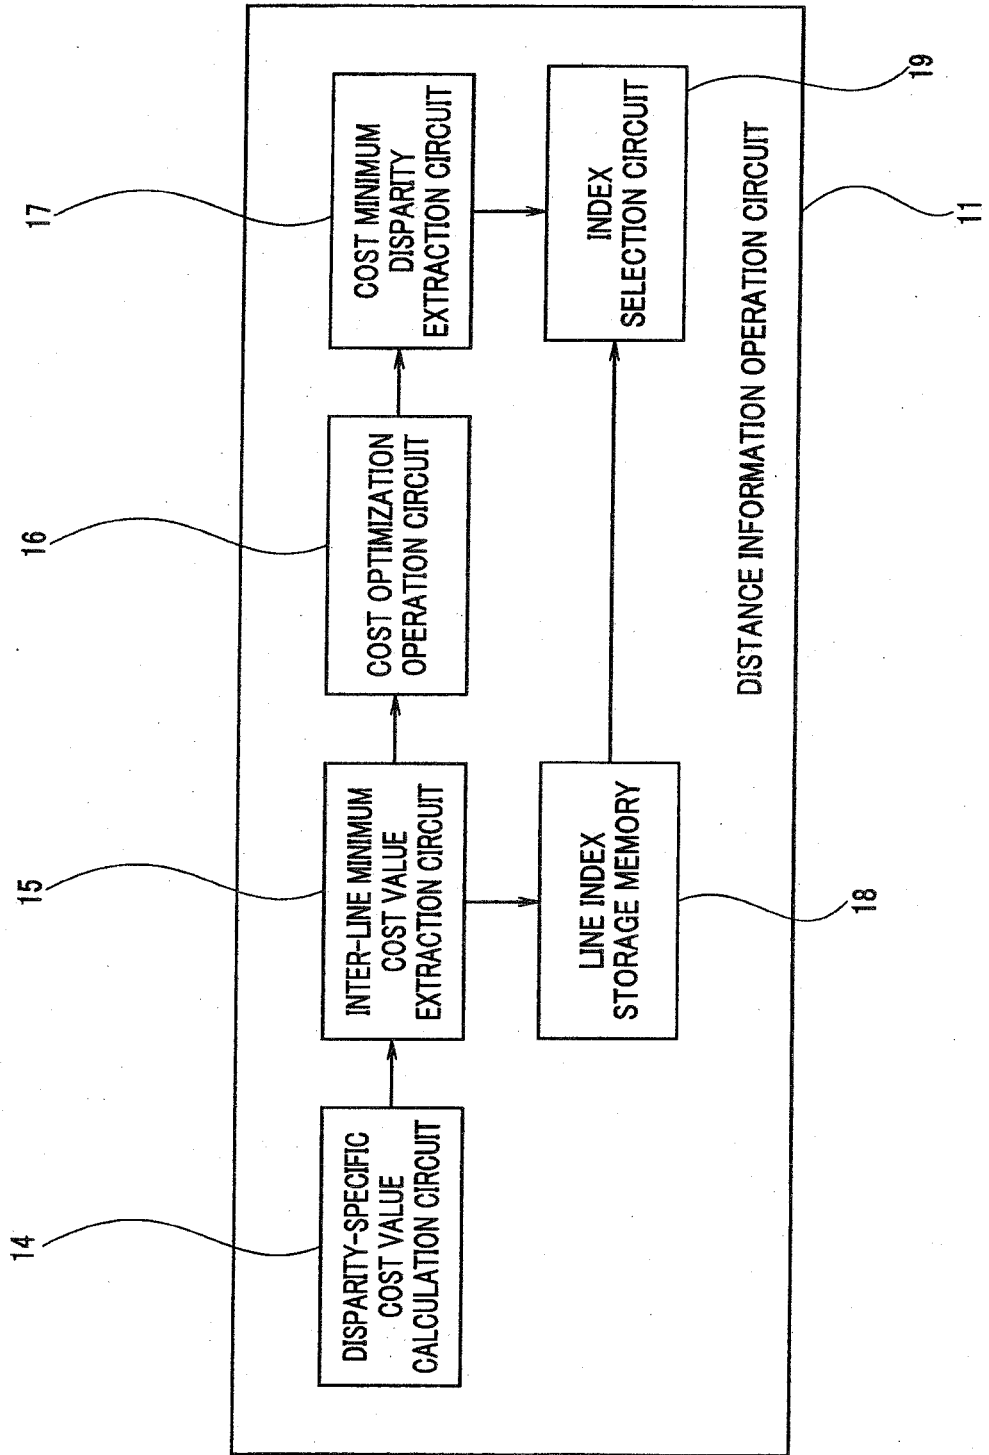 14
DISPARITY-SPECIFIC
COST VALUE
CALCULATION CIRCUIT
15
INTER-LINE MINIMUM
COST VALUE
EXTRACTION CIRCUIT
16
COST OPTIMIZATION
OPERATION CIRCUIT
17
COST MINIMUM
DISPARITY
EXTRACTION CIRCUIT
LINE INDEX
STORAGE MEMORY
18
INDEX
SELECTION CIRCUIT
19
DISTANCE INFORMATION OPERATION CIRCUIT
11